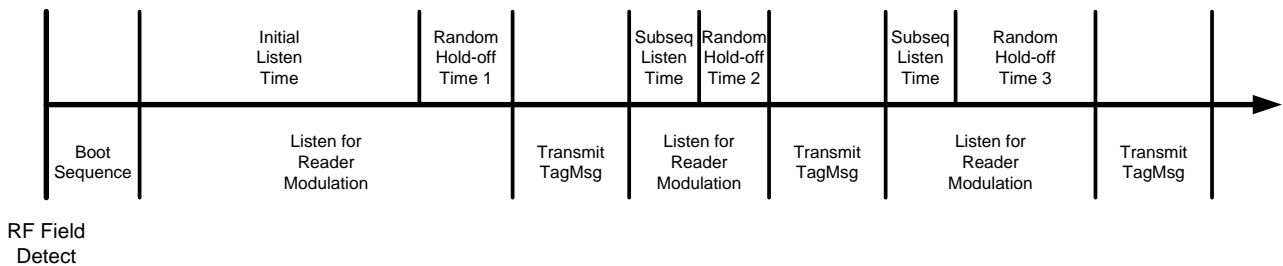 Initial
Listen
Time
Random
Hold-off
Time 1
Subseq
Listen
Time
Random
Hold-off
Time 2
Subseq
Listen
Time
Random
Hold-off
Time 3
Boot
Sequence
Listen for
Reader
Modulation
Transmit
TagMsg
Listen for
Reader
Modulation
Transmit
TagMsg
Listen for
Reader
Modulation
Transmit
TagMsg
RF Field
Detect